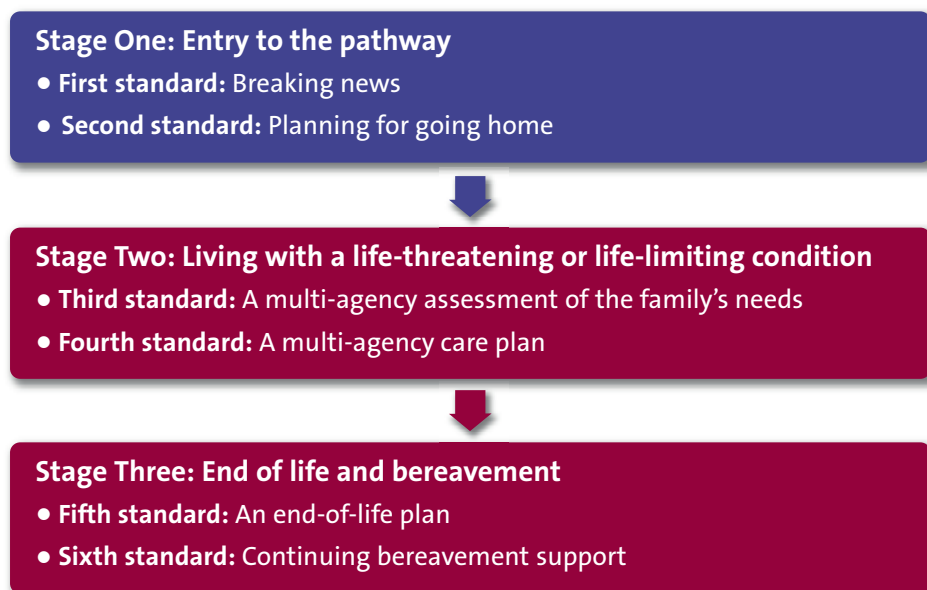 Stage One: Entry to the pathway
• First standard: Breaking news
• Second standard: Planning for going home
Stage Two: Living with a life-threatening or life-limiting condition
• Third standard: A multi-agency assessment of the family’s needs
• Fourth standard: A multi-agency care plan
Stage Three: End of life and bereavement
• Fifth standard: An end-of-life plan
• Sixth standard: Continuing bereavement support